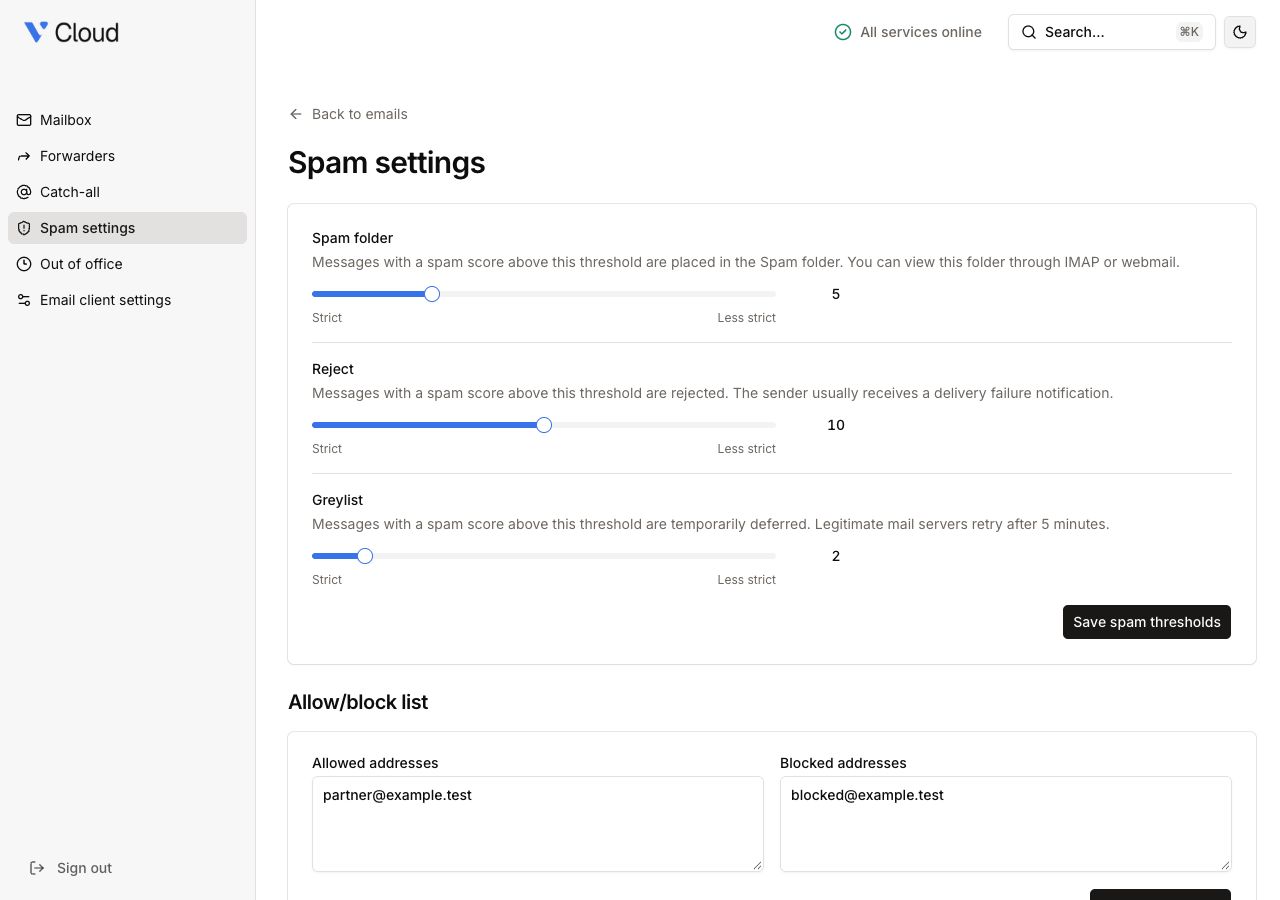 Cloud
All services online
Search...
⌘K
Mailbox
Forwarders
Catch-all
Spam settings
Out of office
Email client settings
Sign out
Back to emails
Spam settings
Spam folder
Messages with a spam score above this threshold are placed in the Spam folder. You can view this folder through IMAP or webmail.
5
Strict
Less strict
Reject
Messages with a spam score above this threshold are rejected. The sender usually receives a delivery failure notification.
10
Strict
Less strict
Greylist
Messages with a spam score above this threshold are temporarily deferred. Legitimate mail servers retry after 5 minutes.
2
Strict
Less strict
Save spam thresholds
Allow/block list
Allowed addresses
partner@example.test
Blocked addresses
blocked@example.test